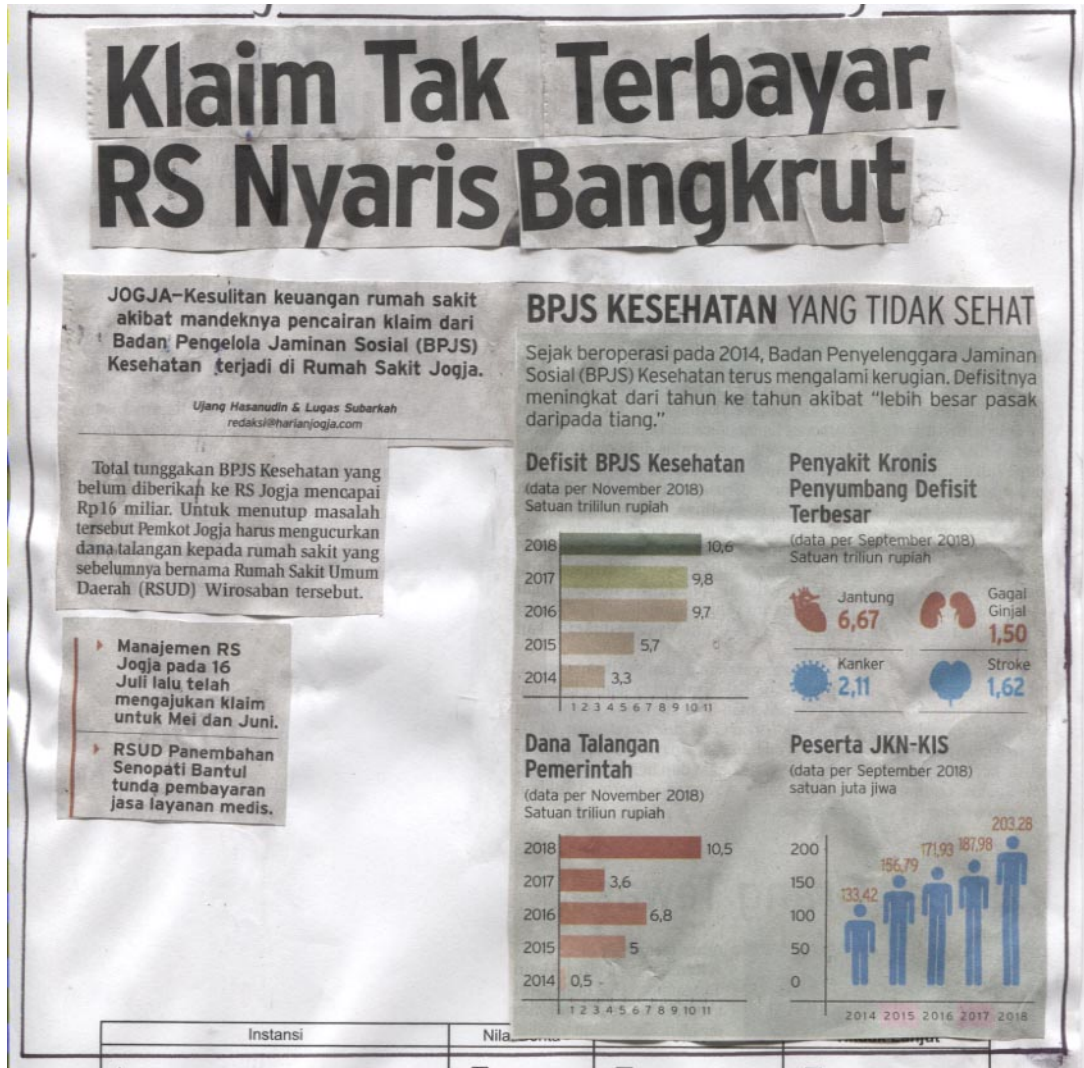 Klaim Tak Terbayar,
RS Nyaris Bangkrut
JOGJA—Kesulitan keuangan rumah sakit
akibat mandeknya pencairan klaim dari
Badan Pengelola Jaminan Sosial (BPJS)
Kesehatan terjadi di Rumah Sakit Jogja.
Ujang Hasanudin & Lugas Subarkah
redaksi@harianjogja.com
Total tunggakan BPJS Kesehatan yang
belum diberikan ke RS Jogja mencapai
Rp16 miliar. Untuk menutup masalah
tersebut Pemkot Jogja harus mengucurkan
dana talangan kepada rumah sakit yang
sebelumnya bernama Rumah Sakit Umum
Daerah (RSUD) Wirosaban tersebut.
Manajemen RS
Jogja pada 16
Juli lalu telah
mengajukan klaim
untuk Mei dan Juni.
RSUD Panembahan
Senopati Bantul
tunda pembayaran
jasa layanan medis.
BPJS KESEHATAN YANG TIDAK SEHAT
Sejak beroperasi pada 2014, Badan Penyelenggara Jaminan
Sosial (BPJS) Kesehatan terus mengalami kerugian. Defisitnya
meningkat dari tahun ke tahun akibat “lebih besar pasak
daripada tiang.”
Defisit BPJS Kesehatan
(data per November 2018)
Satuan trililun rupiah
2018 10,6
2017 9,8
2016 9,7
2015 5,7
2014 3,3
1 2 3 4 5 6 7 8 9 10 11
Penyakit Kronis
Penyumbang Defisit
Terbesar
(data per September 2018)
Satuan triliun rupiah
Jantung
6,67
Gagal
Ginjal
1,50
Kanker
2,11
Stroke
1,62
Dana Talangan
Pemerintah
(data per November 2018)
Satuan triliun rupiah
2018 10,5
2017 3,6
2016 6,8
2015 5
2014 0,5
1 2 3 4 5 6 7 8 9 10 11
Peserta JKN-KIS
(data per September 2018)
satuan juta jiwa
203.28
187,98
171,93
156,79
133,42
200
150
100
50
0
2014 2015 2016 2017 2018
Instansi